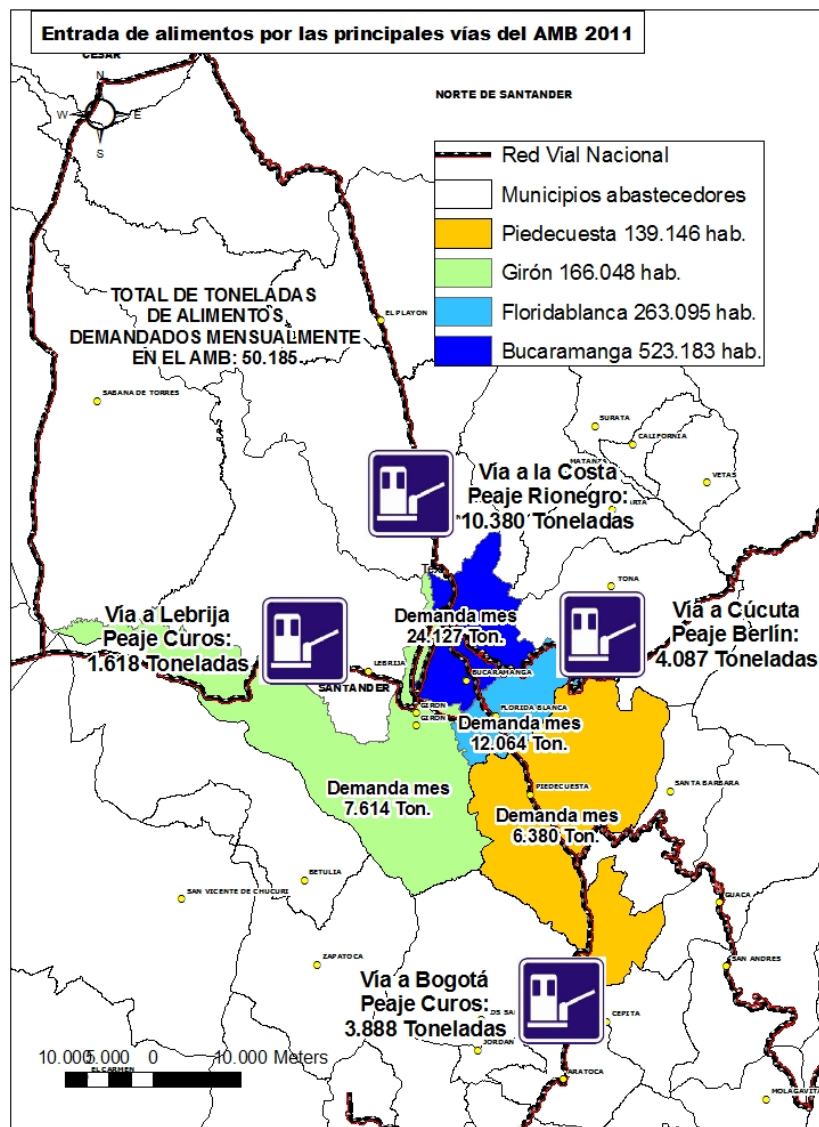 Entrada de alimentos por las principales vías del AMB 2011
CESAR
N
W
E
S
NORTE DE SANTANDER
Red Vial Nacional
Municipios abastecedores
Piedecuesta 139.146 hab.
Girón 166.048 hab.
Floridablanca 263.095 hab.
Bucaramanga 523.183 hab.
TOTAL DE TONELADAS
DE ALIMENTOS
DEMANDADOS MENSUALMENTE
EN EL AMB: 50.185
EL PLAYON
SABANA DE TORRES
SURATA
CALIFORNIA
VETAS
Vía a la Costa
Peaje Rionegro:
10.380 Toneladas
TONA
Vía a Lebrija
Peaje Curos:
1.618 Toneladas
Demanda mes
24.127 Ton.
Vía a Cúcuta
Peaje Berlín:
4.087 Toneladas
LEBRIJA
SANTANDER
BUCARAMANGA
GIRON
GIRON
FLORIDA BLANCA
Demanda mes
12.064 Ton.
Demanda mes
7.614 Ton.
PIEDECUESTA
SANTA BARBARA
Demanda mes
6.380 Ton.
BETULIA
SAN VICENTE DE CHUCURI
GUACA
ZAPATOCA
SAN ANDRES
Vía a Bogotá
Peaje Curos:
3.888 Toneladas
CEPITA
JORDAN
10.000 5.000 0 10.000 Meters
EL CARMEN
ARATOCA
MOLAGAVITA